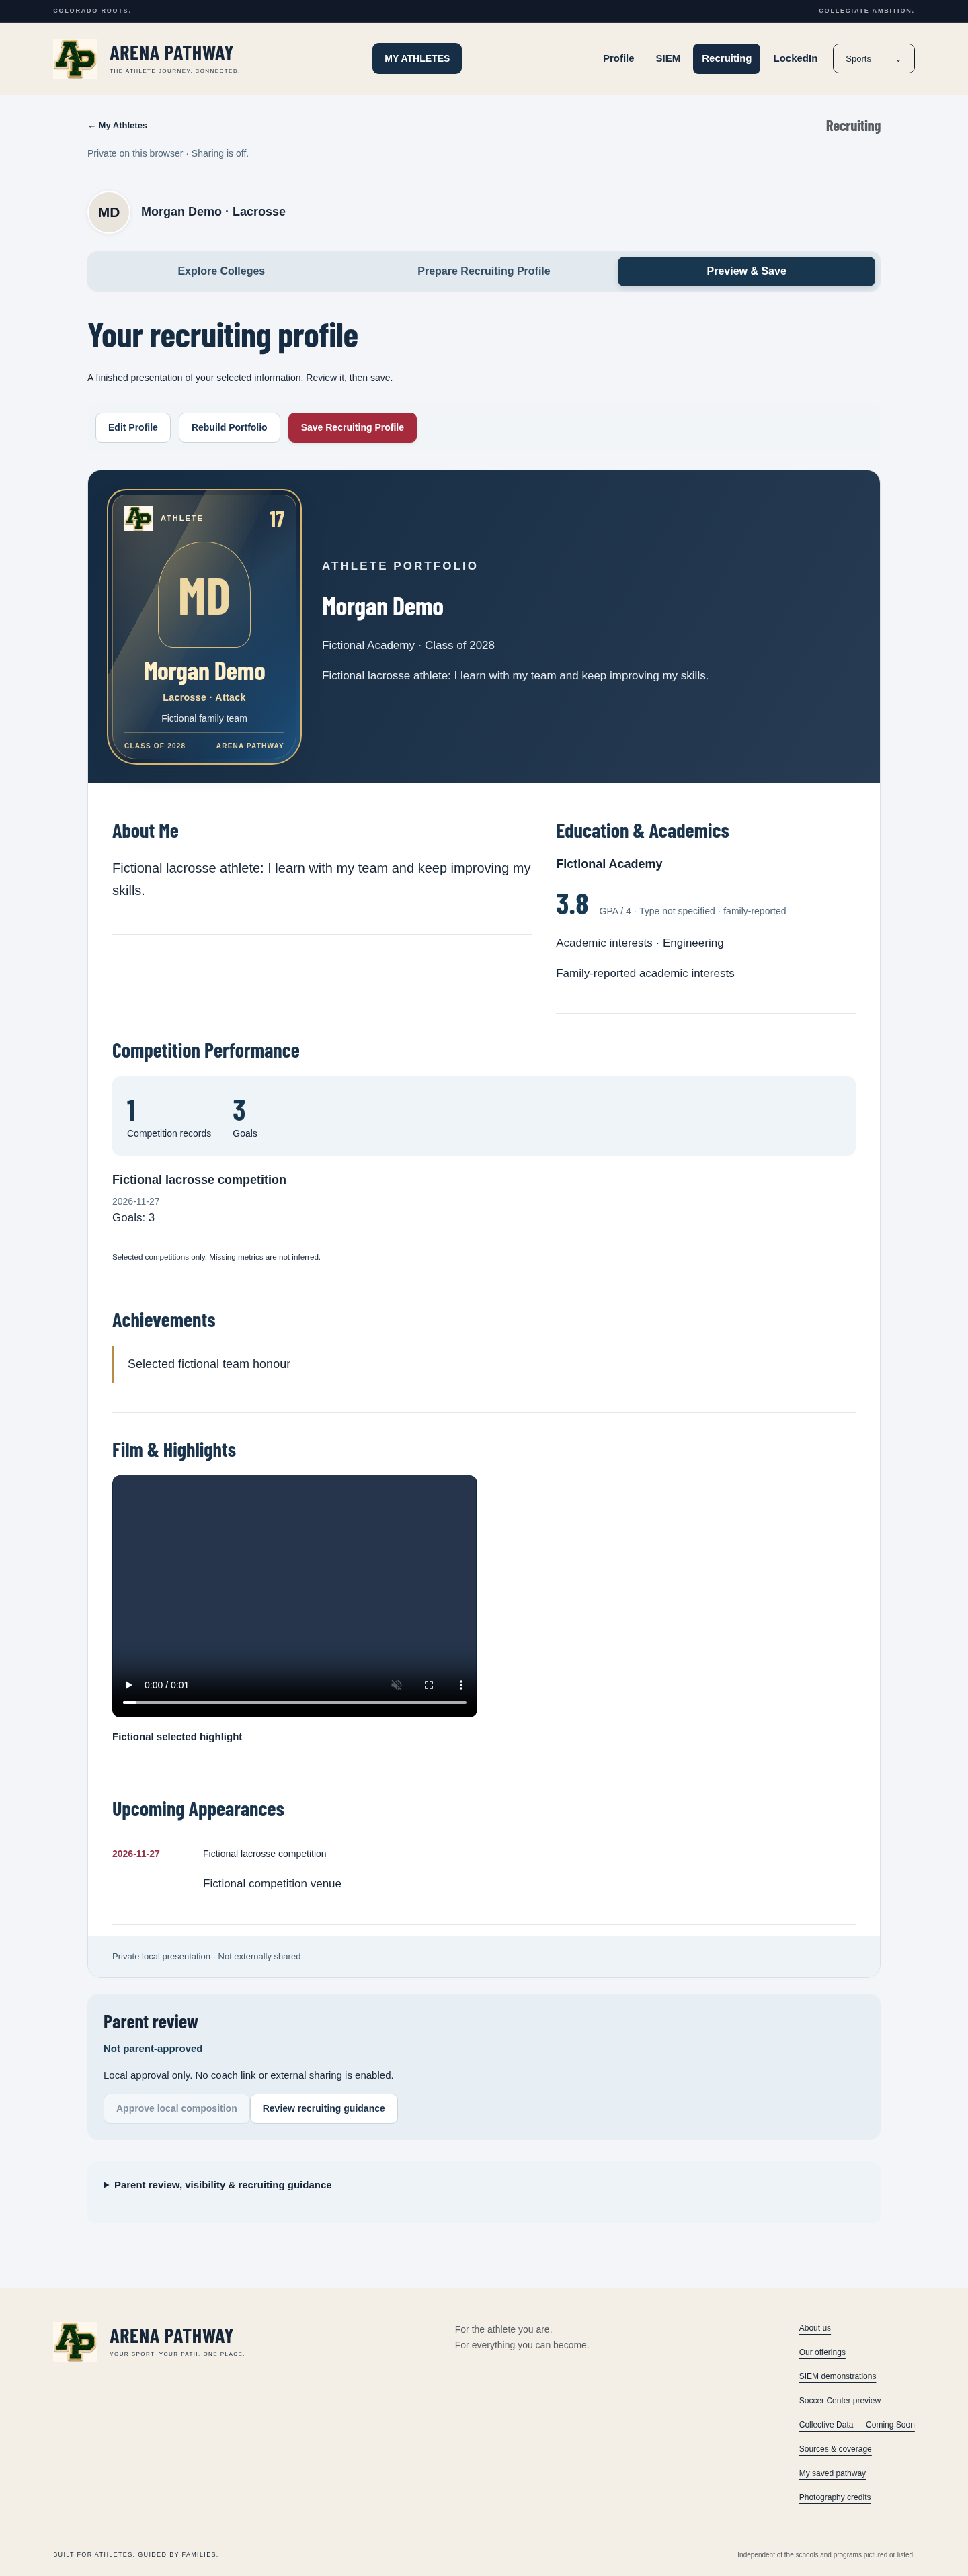 COLORADO ROOTS.
COLLEGIATE AMBITION.
AP
ARENA PATHWAY
THE ATHLETE JOURNEY, CONNECTED.
MY ATHLETES
Profile
SIEM
Recruiting
LockedIn
Sports
← My Athletes
Recruiting
Private on this browser · Sharing is off.
MD
Morgan Demo · Lacrosse
Explore Colleges
Prepare Recruiting Profile
Preview & Save
Your recruiting profile
A finished presentation of your selected information. Review it, then save.
Edit Profile
Rebuild Portfolio
Save Recruiting Profile
AP
ATHLETE
17
MD
Morgan Demo
Lacrosse · Attack
Fictional family team
CLASS OF 2028
ARENA PATHWAY
ATHLETE PORTFOLIO
Morgan Demo
Fictional Academy · Class of 2028
Fictional lacrosse athlete: I learn with my team and keep improving my skills.
About Me
Fictional lacrosse athlete: I learn with my team and keep improving my
skills.
Education & Academics
Fictional Academy
3.8 GPA / 4 · Type not specified · family-reported
Academic interests · Engineering
Family-reported academic interests
Competition Performance
1
Competition records
3
Goals
Fictional lacrosse competition
2026-11-27
Goals: 3
Selected competitions only. Missing metrics are not inferred.
Achievements
Selected fictional team honour
Film & Highlights
0:00 / 0:01
Fictional selected highlight
Upcoming Appearances
2026-11-27
Fictional lacrosse competition
Fictional competition venue
Private local presentation · Not externally shared
Parent review
Not parent-approved
Local approval only. No coach link or external sharing is enabled.
Approve local composition
Review recruiting guidance
Parent review, visibility & recruiting guidance
AP
ARENA PATHWAY
YOUR SPORT. YOUR PATH. ONE PLACE.
For the athlete you are.
For everything you can become.
About us
Our offerings
SIEM demonstrations
Soccer Center preview
Collective Data — Coming Soon
Sources & coverage
My saved pathway
Photography credits
BUILT FOR ATHLETES. GUIDED BY FAMILIES.
Independent of the schools and programs pictured or listed.